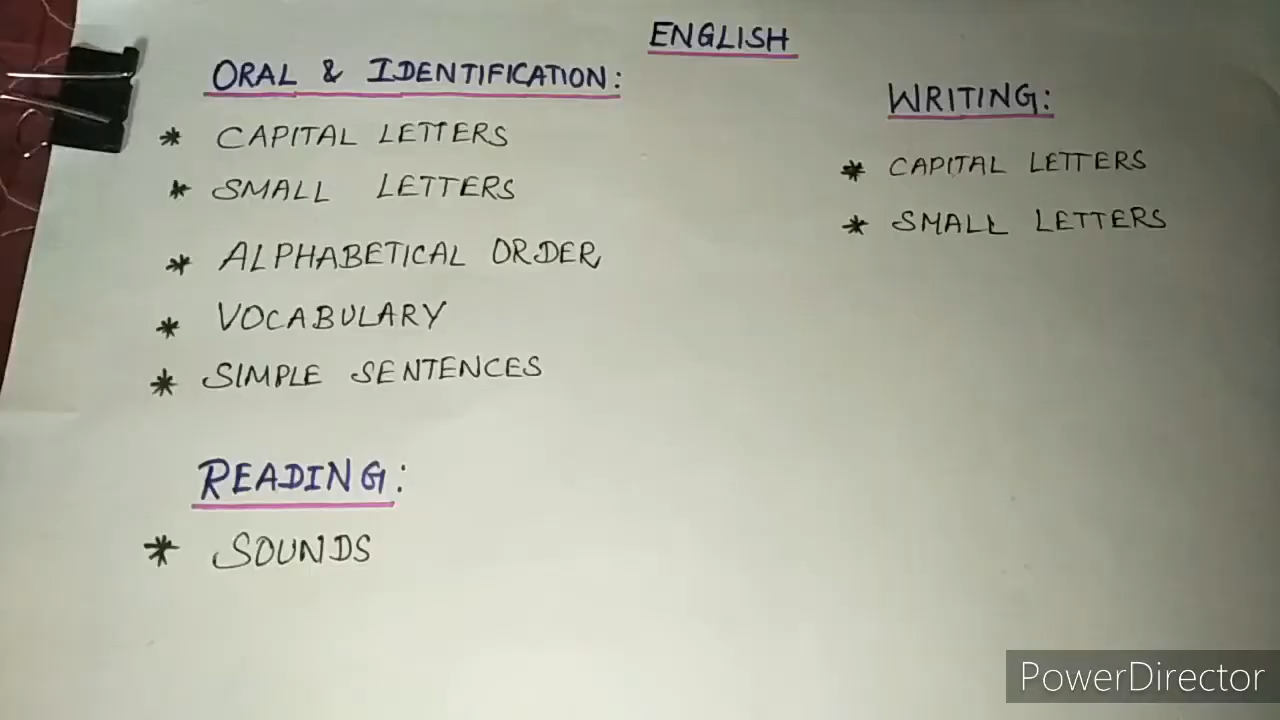 ENGLISH
ORAL & IDENTIFICATION:
* CAPITAL LETTERS
* SMALL LETTERS
* ALPHABETICAL ORDER
* VOCABULARY
* SIMPLE SENTENCES
READING:
* SOUNDS
WRITING:
* CAPITAL LETTERS
* SMALL LETTERS
PowerDirector